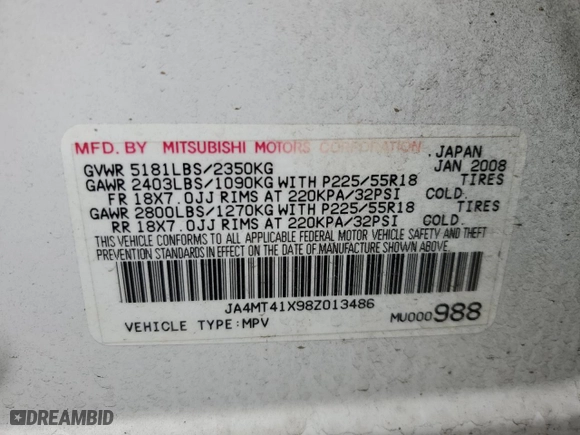 MFD. BY MITSUBISHI MOTORS CORPORATION, JAPAN
GVWR 5181LBS/2350KG JAN 2008
GAWR 2403LBS/1090KG WITH P225/55R18 TIRES
FR 18X7.0JJ RIMS AT 220KPA/32PSI COLD.
GAWR 2800LBS/1270KG WITH P225/55R18 TIRES
RR 18X7.0JJ RIMS AT 220KPA/32PSI COLD.
THIS VEHICLE CONFORMS TO ALL APPLICABLE FEDERAL MOTOR VEHICLE SAFETY AND THEFT
PREVENTION STANDARDS IN EFFECT ON THE DATE OF MANUFACTURE SHOWN ABOVE.
JA4MT41X98Z013486
VEHICLE TYPE:MPV MU000988
DREAMBID